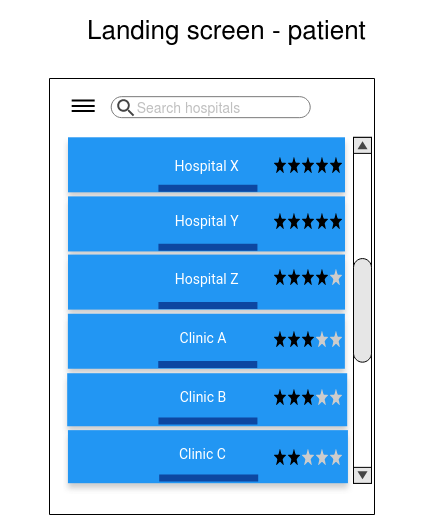 Landing screen - patient
Search hospitals
Hospital X
Hospital Y
Hospital Z
Clinic A
Clinic B
Clinic C